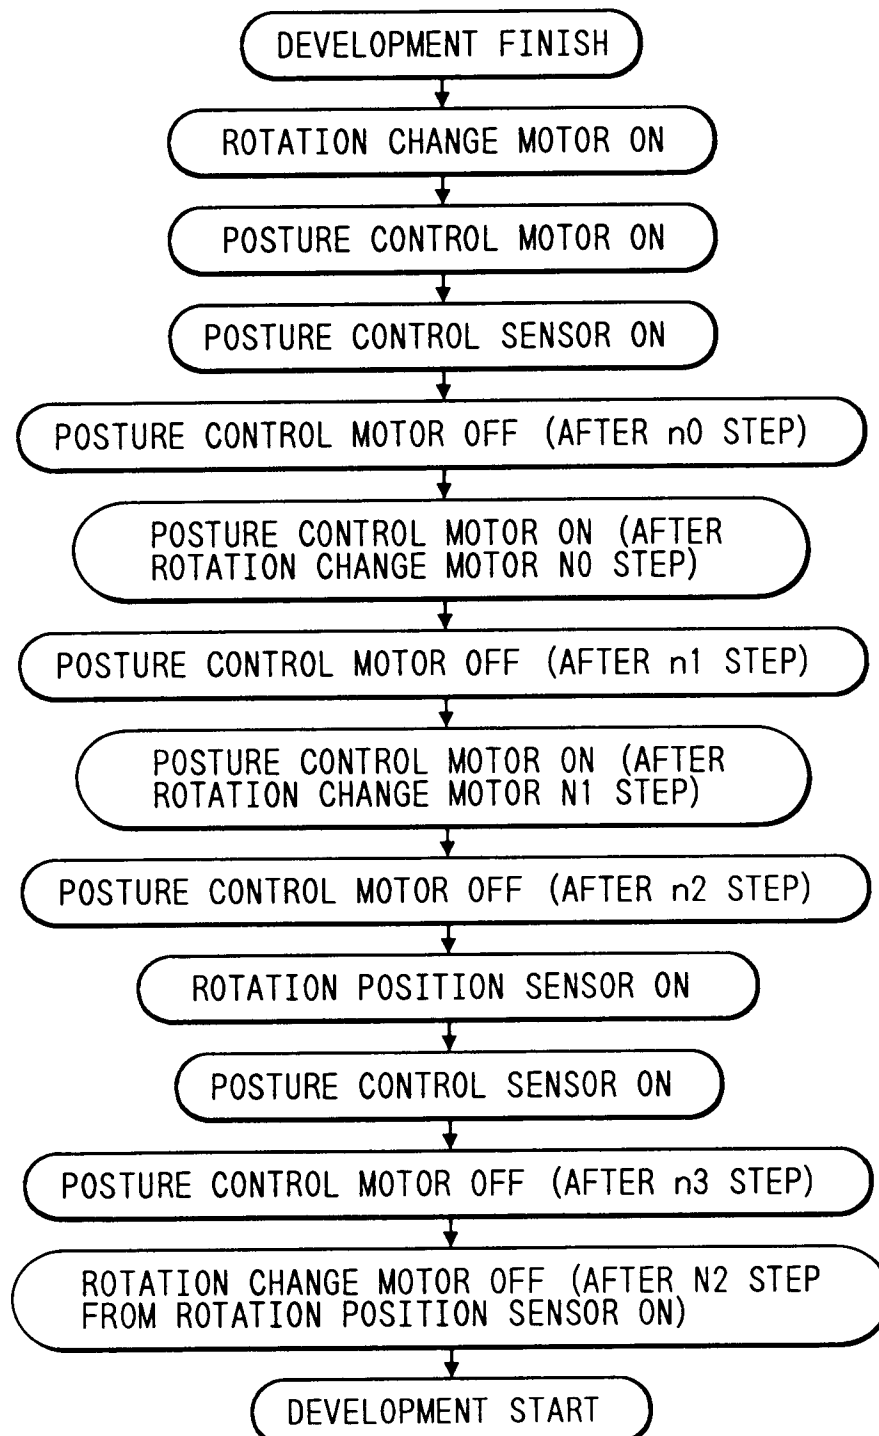 DEVELOPMENT FINISH
ROTATION CHANGE MOTOR ON
POSTURE CONTROL MOTOR ON
POSTURE CONTROL SENSOR ON
POSTURE CONTROL MOTOR OFF (AFTER n0 STEP)
POSTURE CONTROL MOTOR ON (AFTER
ROTATION CHANGE MOTOR N0 STEP)
POSTURE CONTROL MOTOR OFF (AFTER n1 STEP)
POSTURE CONTROL MOTOR ON (AFTER
ROTATION CHANGE MOTOR N1 STEP)
POSTURE CONTROL MOTOR OFF (AFTER n2 STEP)
ROTATION POSITION SENSOR ON
POSTURE CONTROL SENSOR ON
POSTURE CONTROL MOTOR OFF (AFTER n3 STEP)
ROTATION CHANGE MOTOR OFF (AFTER N2 STEP
FROM ROTATION POSITION SENSOR ON)
DEVELOPMENT START